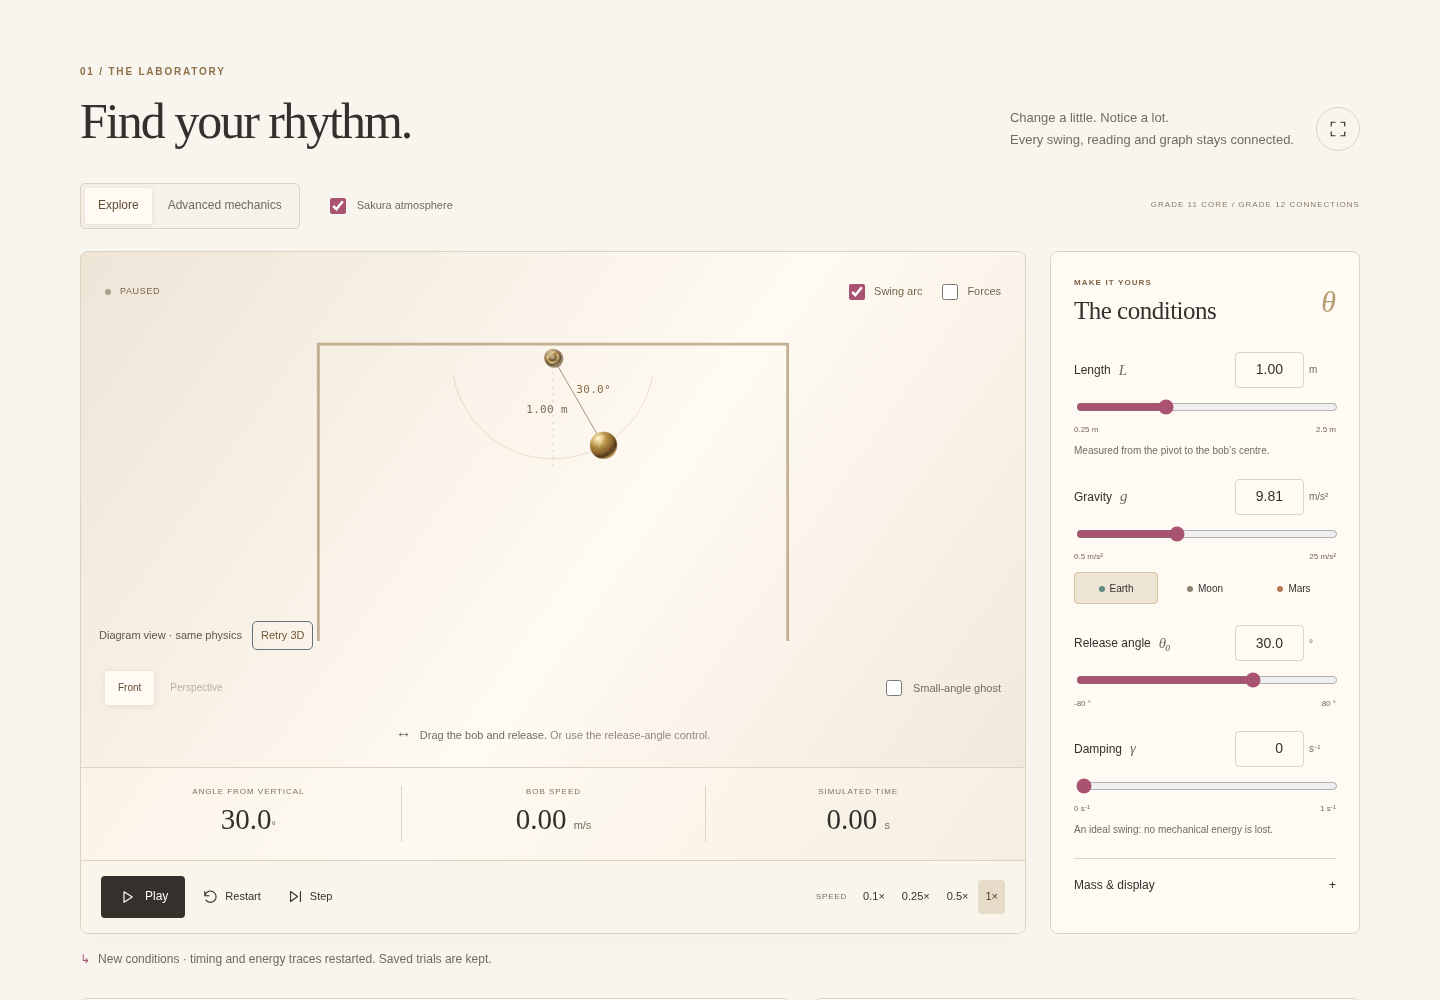 01 / THE LABORATORY
Find your rhythm.
Change a little. Notice a lot.
Every swing, reading and graph stays connected.
Explore
Advanced mechanics
Sakura atmosphere
GRADE 11 CORE / GRADE 12 CONNECTIONS
PAUSED
Swing arc
Forces
30.0°
1.00 m
Diagram view · same physics
Retry 3D
Front
Perspective
Small-angle ghost
↔ Drag the bob and release. Or use the release-angle control.
ANGLE FROM VERTICAL
30.0°
BOB SPEED
0.00 m/s
SIMULATED TIME
0.00 s
Play
Restart
Step
SPEED
0.1×
0.25×
0.5×
1×
MAKE IT YOURS
The conditions
θ
Length L
1.00 m
0.25 m
2.5 m
Measured from the pivot to the bob's centre.
Gravity g
9.81 m/s²
0.5 m/s²
25 m/s²
Earth
Moon
Mars
Release angle θ₀
30.0 °
-80 °
80 °
Damping γ
0 s⁻¹
0 s⁻¹
1 s⁻¹
An ideal swing: no mechanical energy is lost.
Mass & display +
↳ New conditions · timing and energy traces restarted. Saved trials are kept.